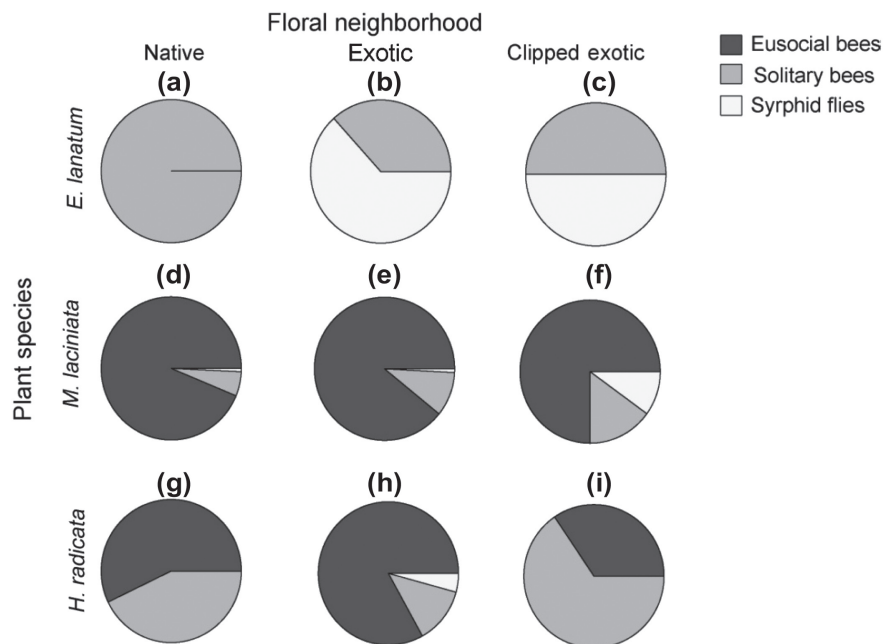 Floral neighborhood
Native Exotic Clipped exotic
Eusocial bees
Solitary bees
Syrphid flies
(a) (b) (c)
E. lanatum
(d) (e) (f)
M. laciniata
Plant species
(g) (h) (i)
H. radicata